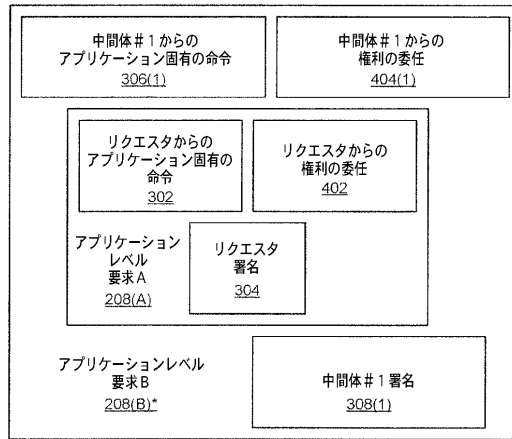 中間体#1からの
アプリケーション固有の命令
306(1)
中間体#1からの
権利の委任
404(1)
リクエスタからの
アプリケーション固有の
命令
302
リクエスタからの
権利の委任
402
アプリケーション
レベル
要求A
208(A)
リクエスタ
署名
304
アプリケーションレベル
要求B
208(B)*
中間体#1署名
308(1)